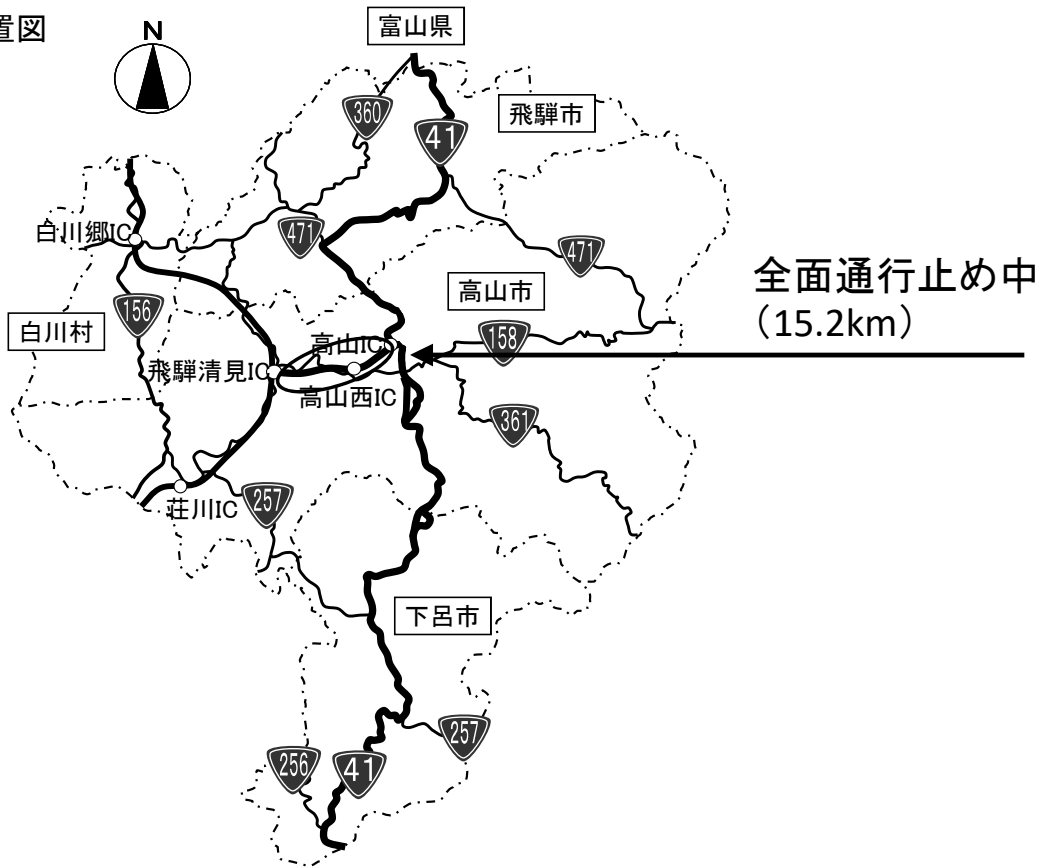 置図
富山県
N
飛騨市
360
41
白川郷IC
471
471
全面通行止め中
(15.2km)
高山市
156
158
白川村
高山IC
飛騨清見IC
高山西IC
361
荘川IC
257
下呂市
257
256
41